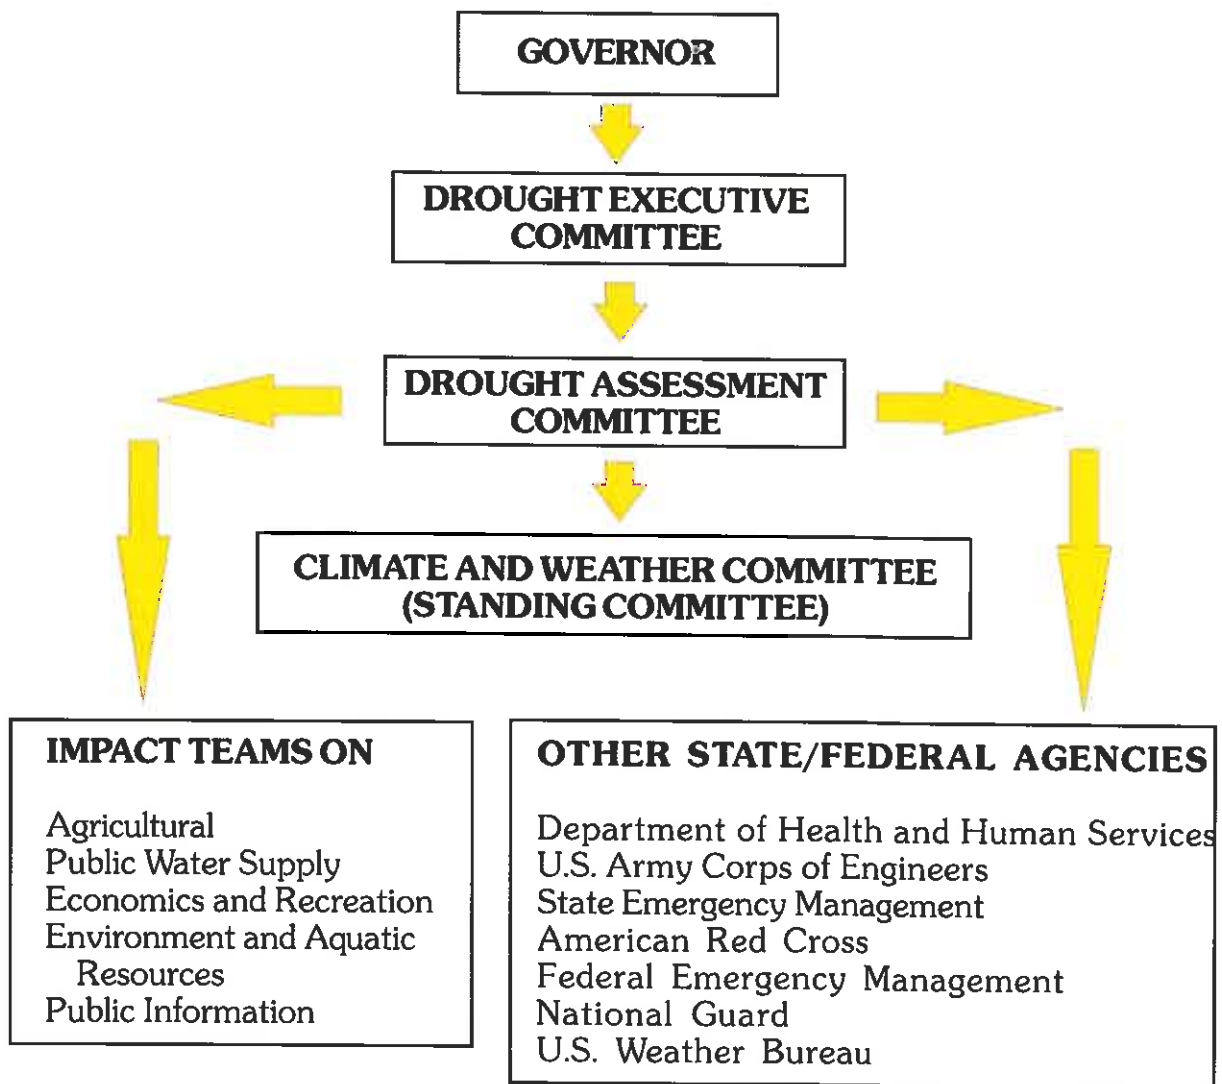 GOVERNOR
DROUGHT EXECUTIVE
COMMITTEE
DROUGHT ASSESSMENT
COMMITTEE
CLIMATE AND WEATHER COMMITTEE
(STANDING COMMITTEE)
IMPACT TEAMS ON
Agricultural
Public Water Supply
Economics and Recreation
Environment and Aquatic
Resources
Public Information
OTHER STATE/FEDERAL AGENCIES
Department of Health and Human Services
U.S. Army Corps of Engineers
State Emergency Management
American Red Cross
Federal Emergency Management
National Guard
U.S. Weather Bureau